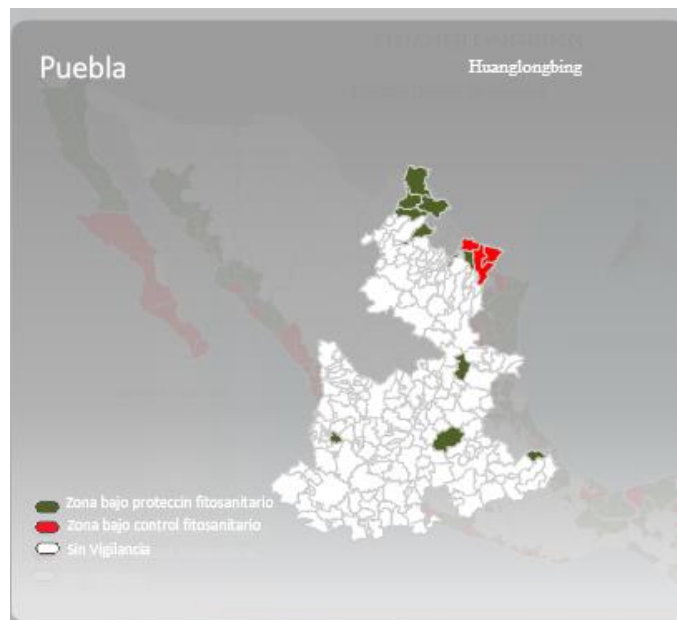 Puebla
Huanglongbing
Zona bajo proteccin fitosanitario
Zona bajo control fitosanitario
Sin Vigilancia